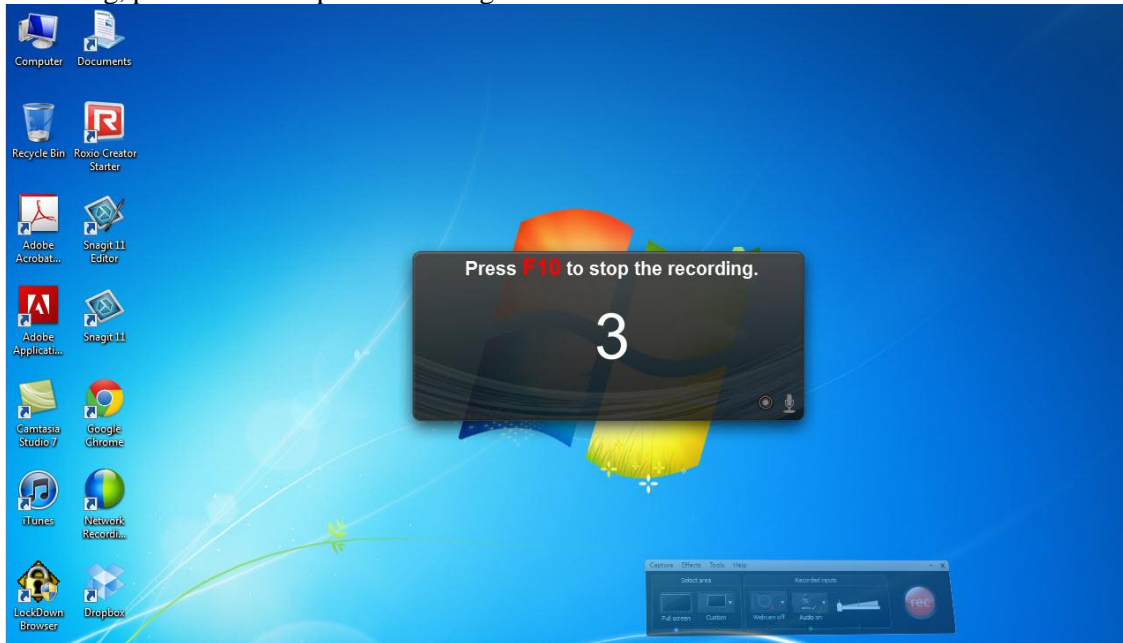 Computer
Documents
Recycle Bin
Roxio Creator
Starter
Adobe
Acrobat...
Snagit 11
Editor
Adobe
Applicati...
Snagit 11
Camtasia
Studio 7
Google
Chrome
iTunes
Network
Recordi...
LockDown
Browser
Dropbox
Press F10 to stop the recording.
3
Capture Effects Tools Help
Select area
Recorded inputs
Full screen
Custom
Webcam off
Audio on
rec